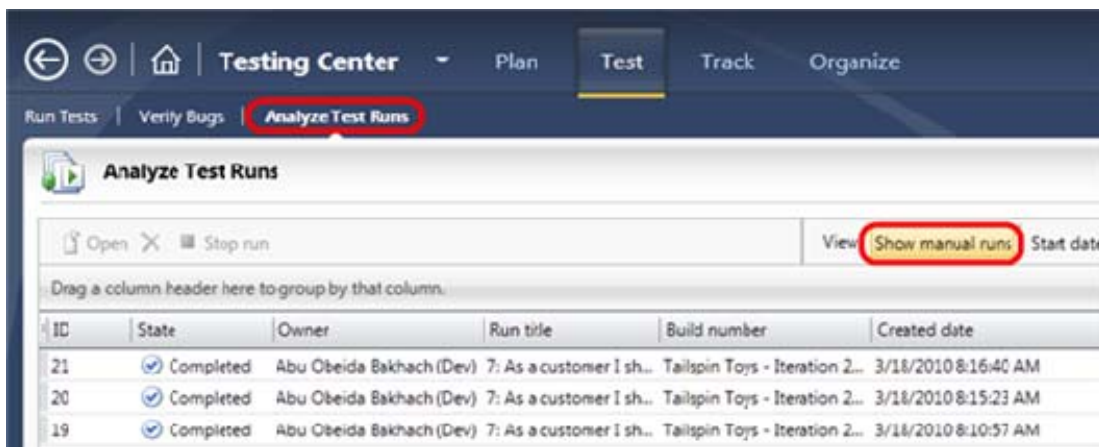 Testing Center Plan Test Track Organize
Run Tests | Verify Bugs | Analyze Test Runs
Analyze Test Runs
Open Stop run View Show manual runs Start date
Drag a column header here to group by that column.
ID State Owner Run title Build number Created date
21 Completed Abu Obeida Bakhach (Dev) 7: As a customer I sh... Tailspin Toys - Iteration 2... 3/18/2010 8:16:40 AM
20 Completed Abu Obeida Bakhach (Dev) 7: As a customer I sh... Tailspin Toys - Iteration 2... 3/18/2010 8:15:23 AM
19 Completed Abu Obeida Bakhach (Dev) 7: As a customer I sh... Tailspin Toys - Iteration 2... 3/18/2010 8:10:57 AM